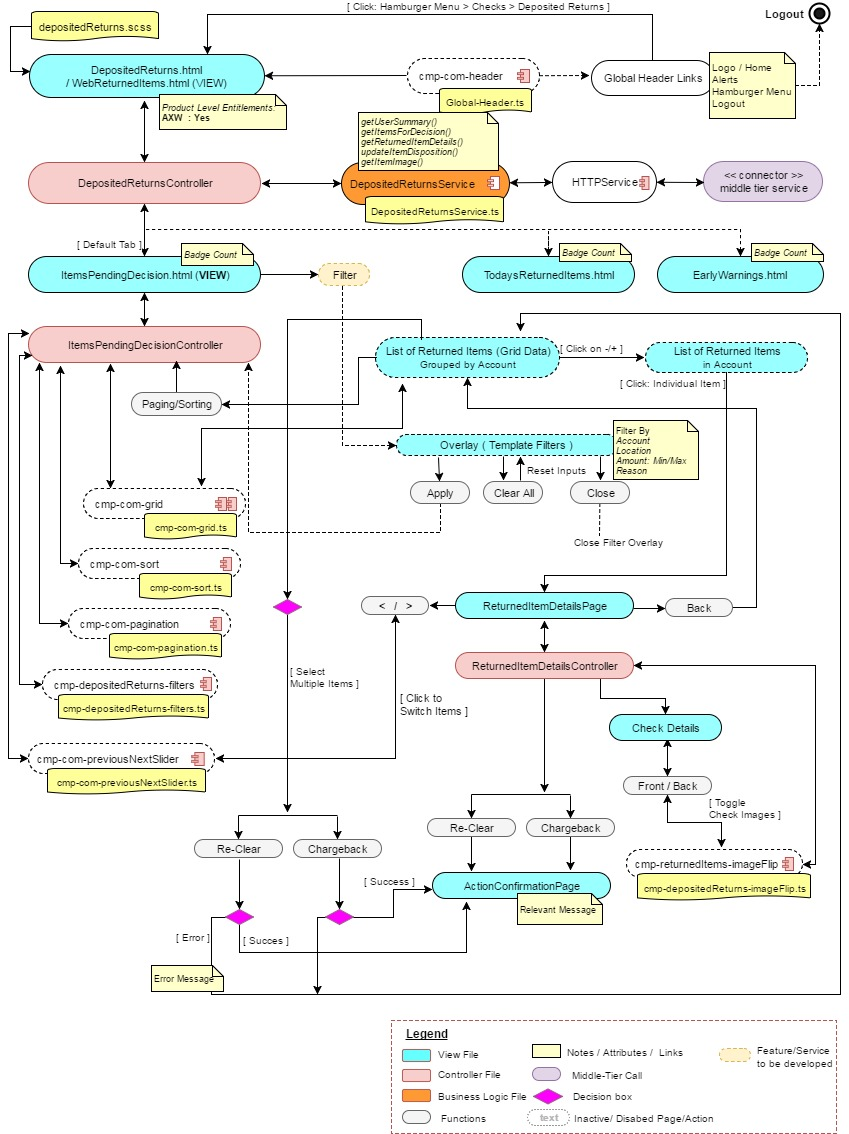 [ Click: Hamburger Menu > Checks > Deposited Returns ]
Logout
depositedReturns.scss
DepositedReturns.html
/ WebReturnedItems.html (VIEW)
cmp-com-header
Global-Header.ts
Global Header Links
Logo / Home
Alerts
Hamburger Menu
Logout
Product Level Entitlements:
AXW : Yes
getUserSummary()
getItemsForDecision()
getReturnedItemDetails()
updateItemDisposition()
getItemImage()
DepositedReturnsController
DepositedReturnsService
DepositedReturnsService.ts
HTTPService
<< connector >>
middle tier service
[ Default Tab ]
Badge Count
ItemsPendingDecision.html (VIEW)
Filter
Badge Count
TodaysReturnedItems.html
Badge Count
EarlyWarnings.html
ItemsPendingDecisionController
List of Returned Items (Grid Data)
Grouped by Account
[ Click on -/+ ]
List of Returned Items
in Account
[ Click: Individual Item ]
Paging/Sorting
Overlay ( Template Filters )
Filter By
Account
Location
Amount: Min/Max
Reason
Reset Inputs
Apply
Clear All
Close
Close Filter Overlay
cmp-com-grid
cmp-com-grid.ts
cmp-com-sort
cmp-com-sort.ts
cmp-com-pagination
cmp-com-pagination.ts
cmp-depositedReturns-filters
cmp-depositedReturns-filters.ts
cmp-com-previousNextSlider
cmp-com-previousNextSlider.ts
< / >
ReturnedItemDetailsPage
Back
[ Select
Multiple Items ]
[ Click to
Switch Items ]
ReturnedItemDetailsController
Check Details
Front / Back
[ Toggle
Check Images ]
cmp-returnedItems-imageFlip
cmp-depositedReturns-imageFlip.ts
Re-Clear
Chargeback
Re-Clear
Chargeback
[ Success ]
ActionConfirmationPage
Relevant Message
[ Error ]
[ Succes ]
Error Message
Legend
View File
Controller File
Business Logic File
Functions
Notes / Attributes / Links
Middle-Tier Call
Decision box
text
Inactive/ Disabed Page/Action
Feature/Service
to be developed